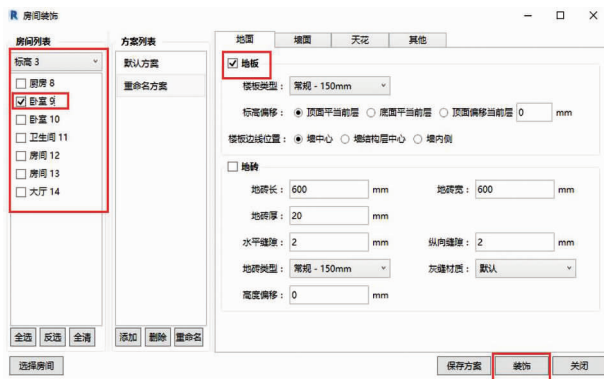 R 房间装饰
房间列表
标高 3
厨房 8
卧室 9
卧室 10
卫生间 11
房间 12
房间 13
大厅 14
全选 反选 全清
选择房间
方案列表
默认方案
重命名方案
添加 删除 重命名
地面 墙面 天花 其他
地板
楼板类型： 常规 - 150mm
标高偏移： 顶面平当前层 底面平当前层 顶面偏移当前层 0 mm
楼板边线位置： 墙中心 墙结构层中心 墙内侧
地砖
地砖长： 600 mm 地砖宽： 600 mm
地砖厚： 20 mm
水平缝隙： 2 mm 纵向缝隙： 2 mm
地砖类型： 常规 - 150mm 灰缝材质： 默认
高度偏移： 0 mm
保存方案 装饰 关闭